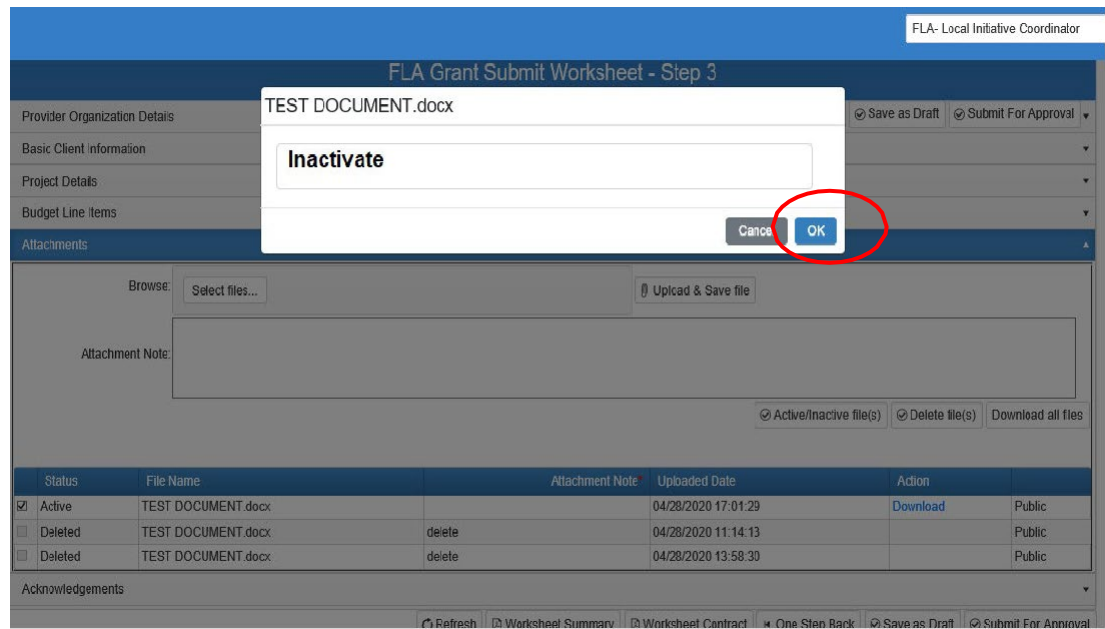 FLA- Local Initiative Coordinator
FLA Grant Submit Worksheet - Step 3
TEST DOCUMENT.docx
Provider Organization Details
Save as Draft Submit For Approval
Basic Client Information
Inactivate
Project Details
Budget Line Items
Cancel OK
Attachments
Browse: Select files... Upload & Save file
Attachment Note:
Active/Inactive file(s) Delete file(s) Download all files
Status File Name Attachment Note* Uploaded Date Action
Active TEST DOCUMENT.docx 04/28/2020 17:01:29 Download Public
Deleted TEST DOCUMENT.docx delete 04/28/2020 11:14:13 Public
Deleted TEST DOCUMENT.docx delete 04/28/2020 13:58:30 Public
Acknowledgements
Refresh Worksheet Summary Worksheet Contract One Step Back Save as Draft Submit For Approval